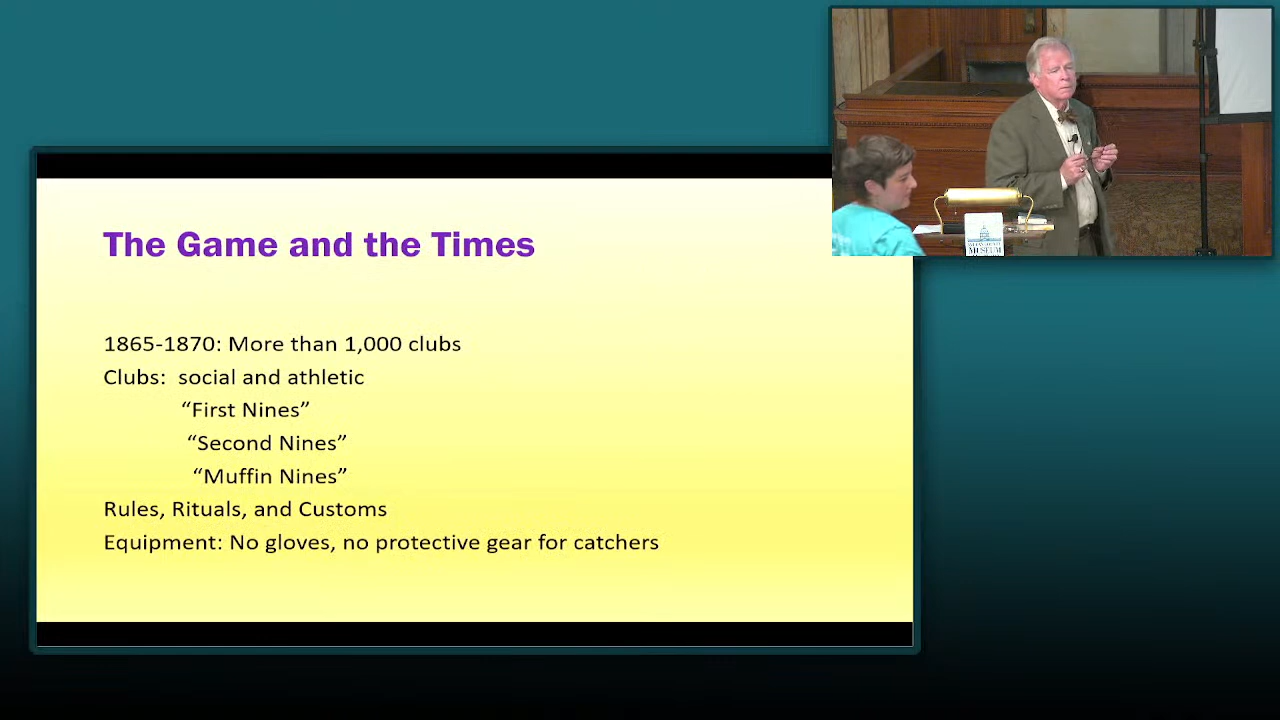 The Game and the Times
1865-1870: More than 1,000 clubs
Clubs: social and athletic
“First Nines”
“Second Nines”
“Muffin Nines”
Rules, Rituals, and Customs
Equipment: No gloves, no protective gear for catchers
MUSEUM